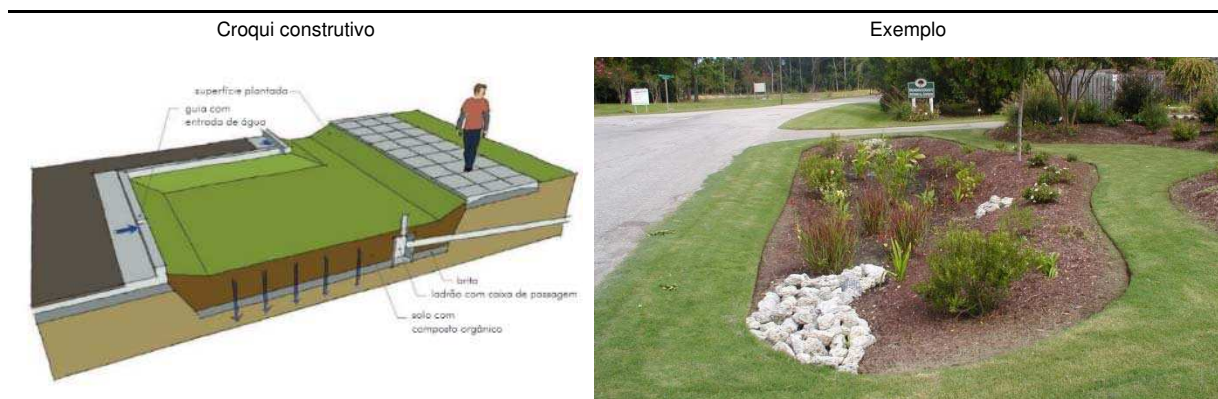 Croqui construtivo
Exemplo
superfície plantada
guia com
entrada de água
brita
ladrão com caixa de passagem
solo com
composto orgânico